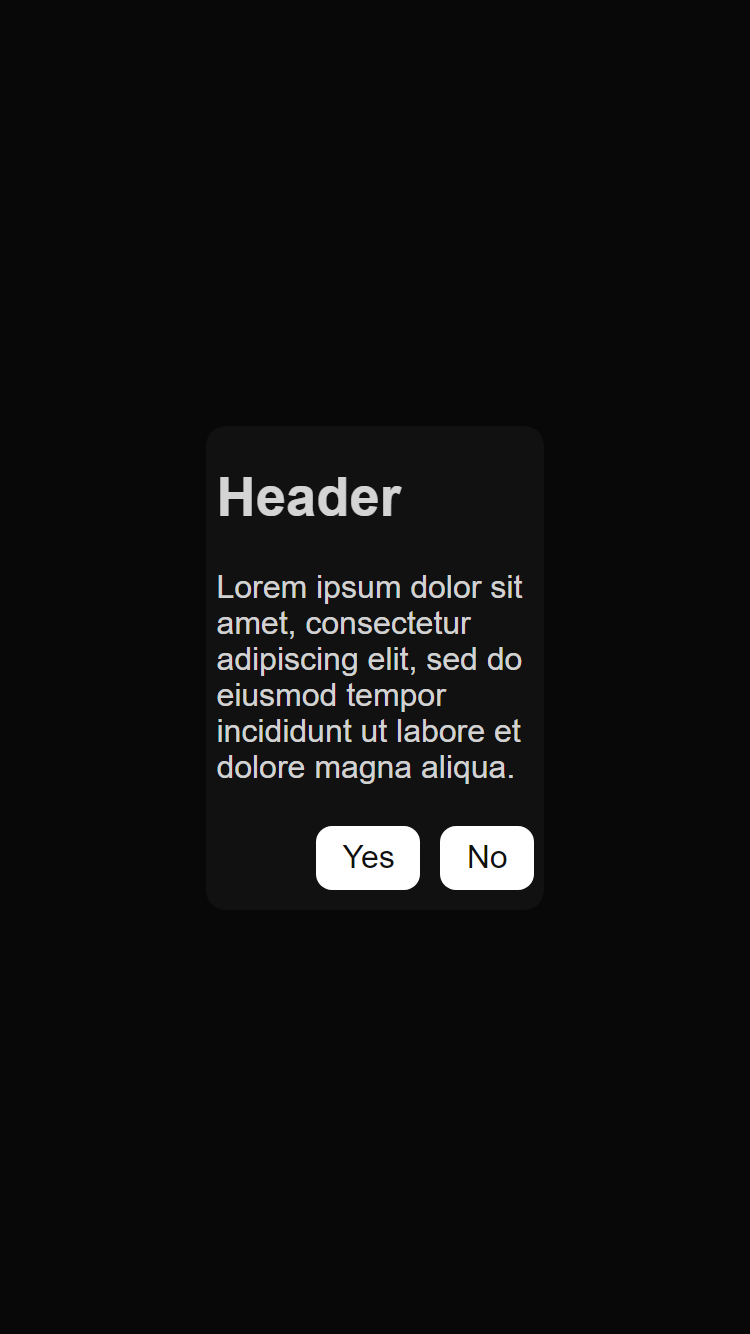 Header
Lorem ipsum dolor sit
amet, consectetur
adipiscing elit, sed do
eiusmod tempor
incididunt ut labore et
dolore magna aliqua.
Yes No